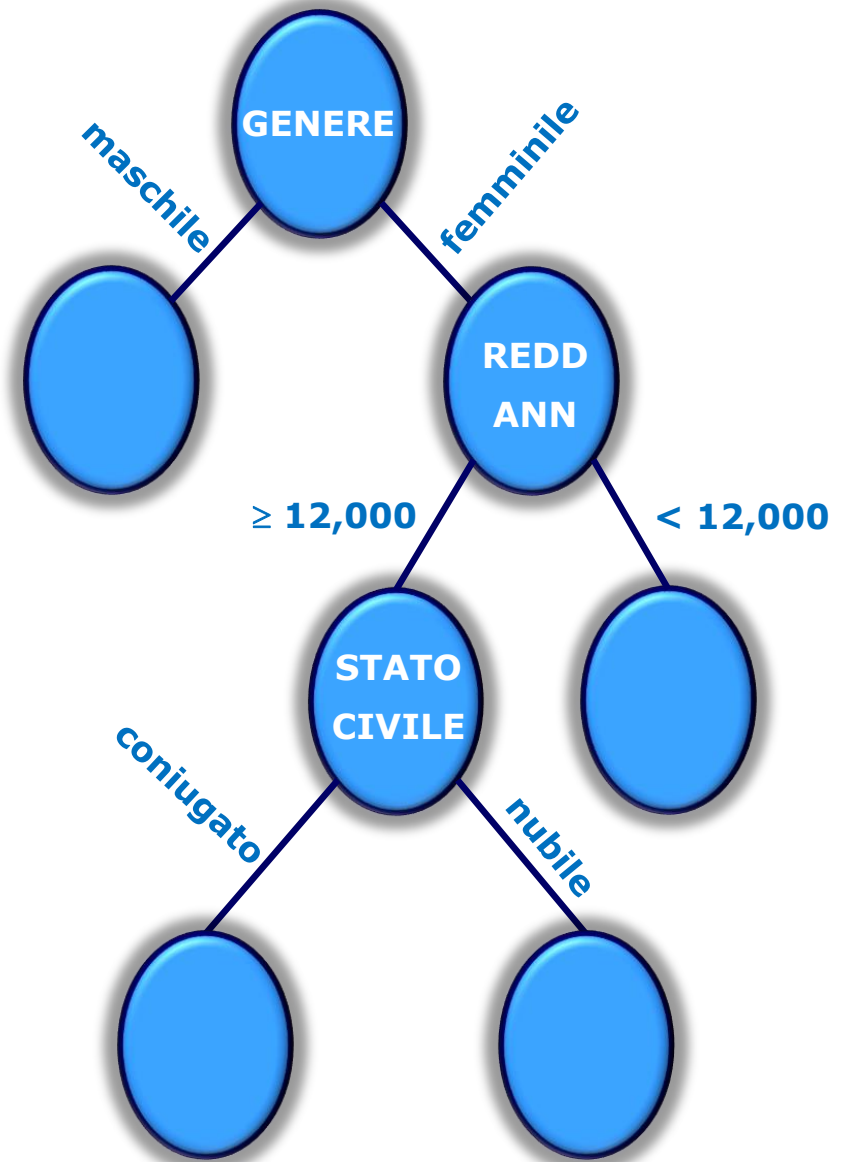 GENERE
maschile
femminile
REDD
ANN
≥ 12,000
< 12,000
STATO
CIVILE
coniugato
nubile